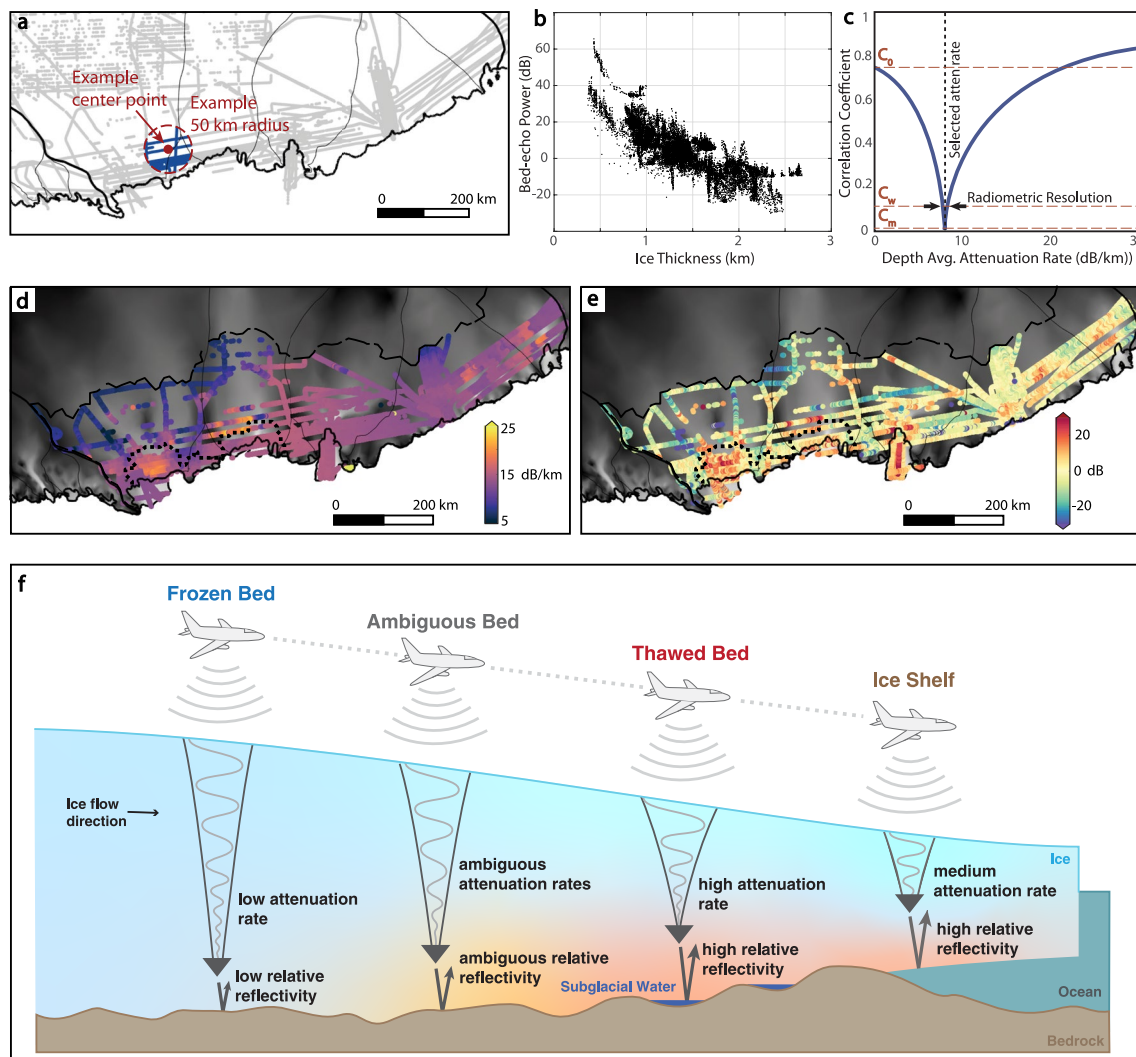 a
Example
center point
Example
50 km radius
0
200 km
b
Bed-echo Power (dB)
60
40
20
0
-20
0
1
2
3
Ice Thickness (km)
c
Correlation Coefficient
1
0.8
0.6
0.4
0.2
0
C0
Cw
Cm
Selected atten rate
Radiometric Resolution
0
10
20
30
Depth Avg. Attenuation Rate (dB/km))
d
25
15 dB/km
5
0
200 km
e
20
0 dB
-20
0
200 km
f
Frozen Bed
Ambiguous Bed
Thawed Bed
Ice Shelf
Ice flow
direction
Ice
low attenuation
rate
ambiguous
attenuation rates
high attenuation
rate
medium
attenuation rate
low relative
reflectivity
ambiguous relative
reflectivity
high relative
reflectivity
high relative
reflectivity
Subglacial Water
Ocean
Bedrock